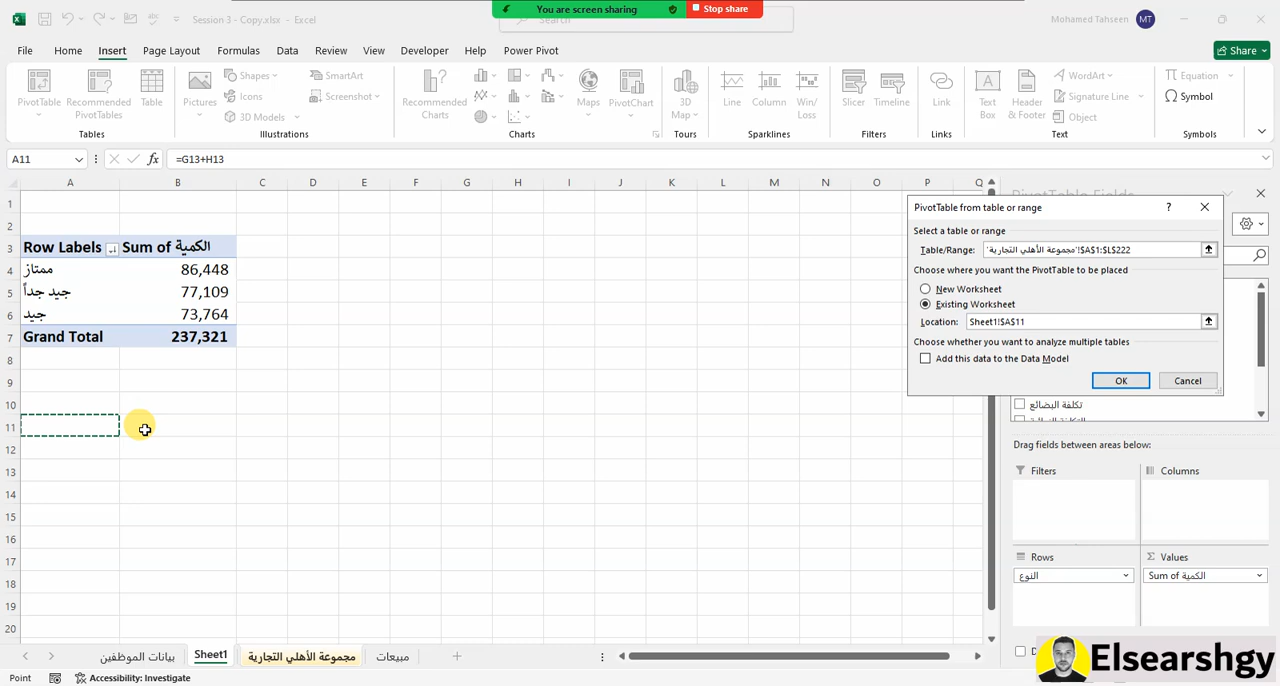 Session 3 - Copy.xlsx - Excel
You are screen sharing
Stop share
Search
Mohamed Tahseen
MT
File Home Insert Page Layout Formulas Data Review View Developer Help Power Pivot
Share
PivotTable
Recommended PivotTables
Table
Pictures
Shapes
Icons
3D Models
SmartArt
Screenshot
Recommended Charts
Maps
PivotChart
3D Map
Line
Column
Win/ Loss
Slicer
Timeline
Link
Text Box
Header & Footer
WordArt
Signature Line
Object
Equation
Symbol
Tables Illustrations Charts Tours Sparklines Filters Links Text Symbols
A11
fx =G13+H13
A B C D E F G H I J K L M N O P Q
1
2
3 Row Labels Sum of الكمية
4 ممتاز 86,448
5 جيد جداً 77,109
6 جيد 73,764
7 Grand Total 237,321
8
9
10
11
12
13
14
15
16
17
18
19
20
PivotTable Fields
PivotTable from table or range ?
Select a table or range
Table/Range: 'مجموعة الأهلي التجارية'!$A$1:$L$222
Choose where you want the PivotTable to be placed
New Worksheet
Existing Worksheet
Location: Sheet1!$A$11
Choose whether you want to analyze multiple tables
Add this data to the Data Model
OK Cancel
تكلفة البضائع
Drag fields between areas below:
Filters
Columns
Rows
Σ Values
النوع
Sum of الكمية
بيانات الموظفين
Sheet1
مجموعة الأهلي التجارية
مبيعات
Point
Accessibility: Investigate
Elsearshgy